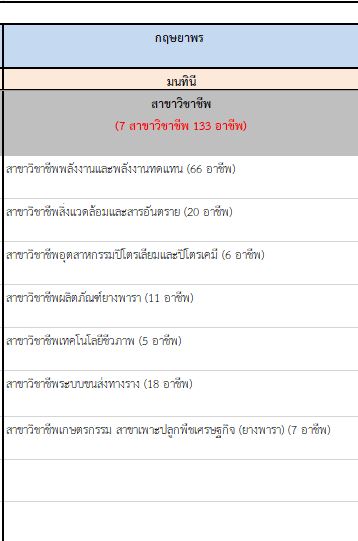 กฤษยาพร
มนทินี
สาขาวิชาชีพ
(7 สาขาวิชาชีพ 133 อาชีพ)
สาขาวิชาชีพพลังงานและพลังงานทดแทน (66 อาชีพ)
สาขาวิชาชีพสิ่งแวดล้อมและสารอันตราย (20 อาชีพ)
สาขาวิชาชีพอุตสาหกรรมปิโตรเลียมและปิโตรเคมี (6 อาชีพ)
สาขาวิชาชีพผลิตภัณฑ์ยางพารา (11 อาชีพ)
สาขาวิชาชีพเทคโนโลยีชีวภาพ (5 อาชีพ)
สาขาวิชาชีพระบบขนส่งทางราง (18 อาชีพ)
สาขาวิชาชีพเกษตรกรรม สาขาเพาะปลูกพืชเศรษฐกิจ (ยางพารา) (7 อาชีพ)